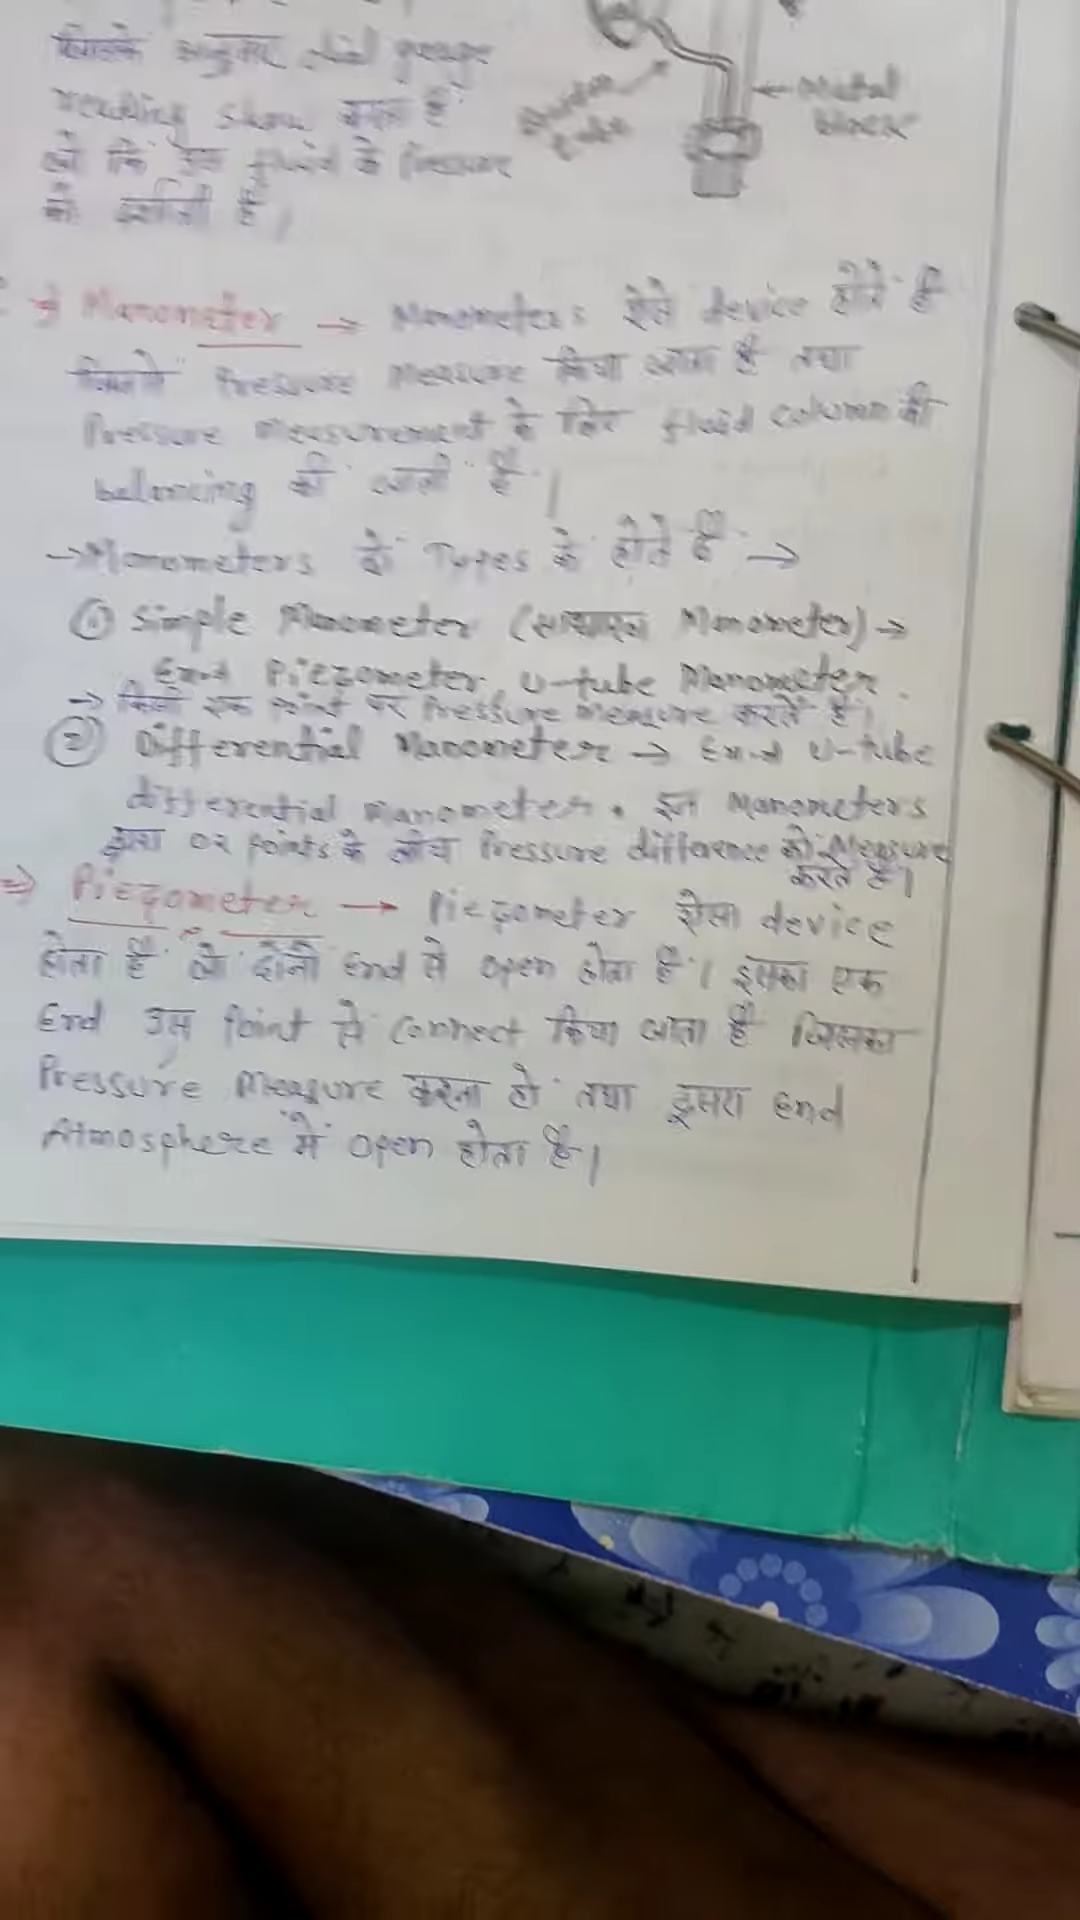 जिसके अनुसार dial gauge
reading show करता है
जो कि उस fluid के Pressure
को दर्शाती है।
Bourdon tube
Metal block
→ Manometer → Manometers ऐसे device होते हैं
जिससे Pressure Measure किया जाता है तथा
Pressure Measurement के लिए fluid column की
balancing की जाती है।
→ Manometers दो Types के होते हैं →
① Simple Manometer (साधारण Manometer) →
Ex → Piezometer, U-tube Manometer.
→ किसी एक Point पर Pressure Measure करते हैं।
② Differential Manometer → Ex → U-tube
differential Manometer. इन Manometers
द्वारा 02 Points के बीच Pressure difference को Measure
करते हैं।
⇒ Piezometer → Piezometer ऐसा device
होता है जो दोनों End से open होता है। इसका एक
End उस Point से Connect किया जाता है जिसका
Pressure Measure करना हो तथा दूसरा End
Atmosphere में open होता है।